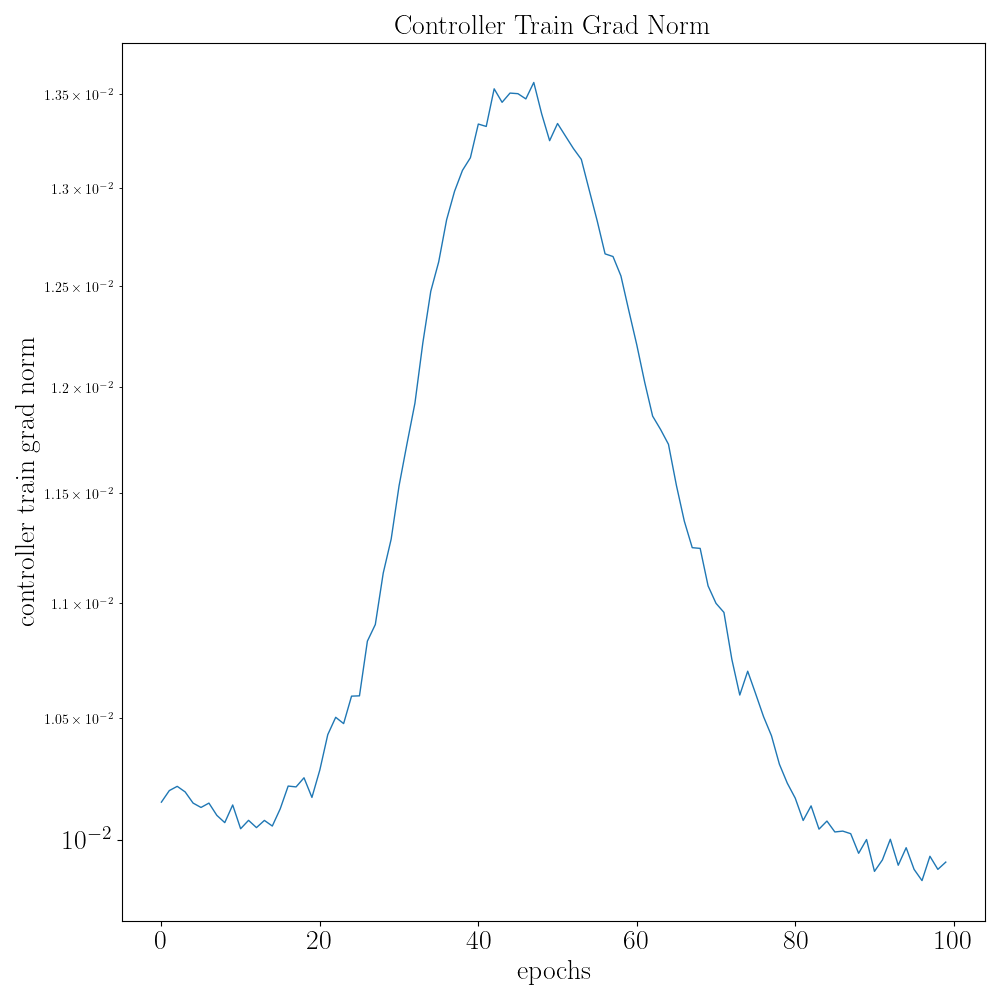 Controller Train Grad Norm
controller train grad norm
1.35 × 10⁻²
1.3 × 10⁻²
1.25 × 10⁻²
1.2 × 10⁻²
1.15 × 10⁻²
1.1 × 10⁻²
1.05 × 10⁻²
10⁻²
0 20 40 60 80 100
epochs